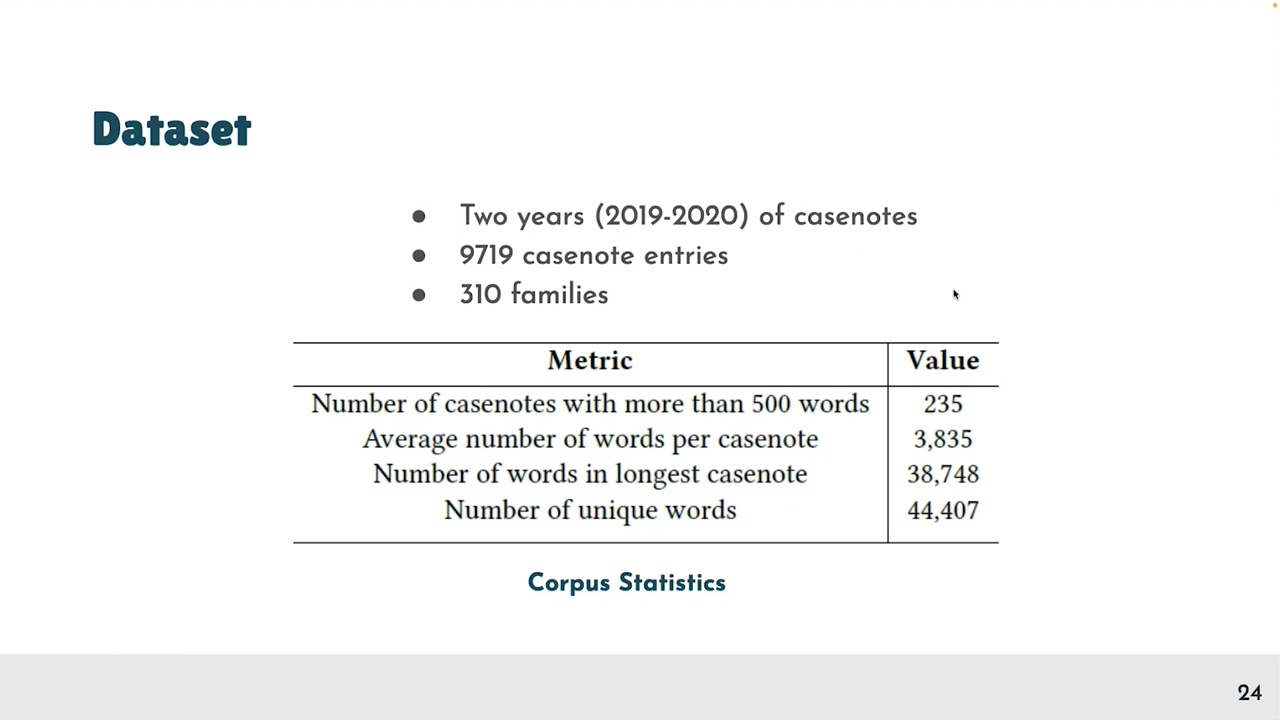 Dataset
● Two years (2019-2020) of casenotes
● 9719 casenote entries
● 310 families
Metric Value
Number of casenotes with more than 500 words 235
Average number of words per casenote 3,835
Number of words in longest casenote 38,748
Number of unique words 44,407
Corpus Statistics
24